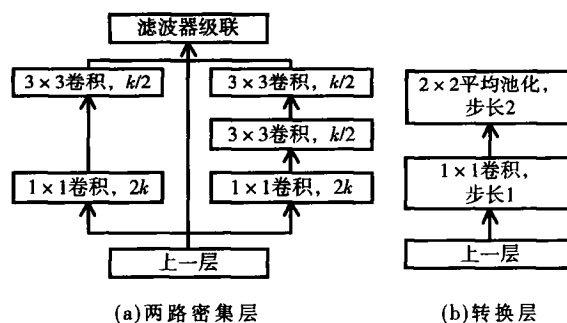 滤波器级联
3×3卷积, k/2
3×3卷积, k/2
3×3卷积, k/2
1×1卷积, 2k
1×1卷积, 2k
上一层
(a)两路密集层
2×2平均池化,
步长2
1×1卷积,
步长1
上一层
(b)转换层